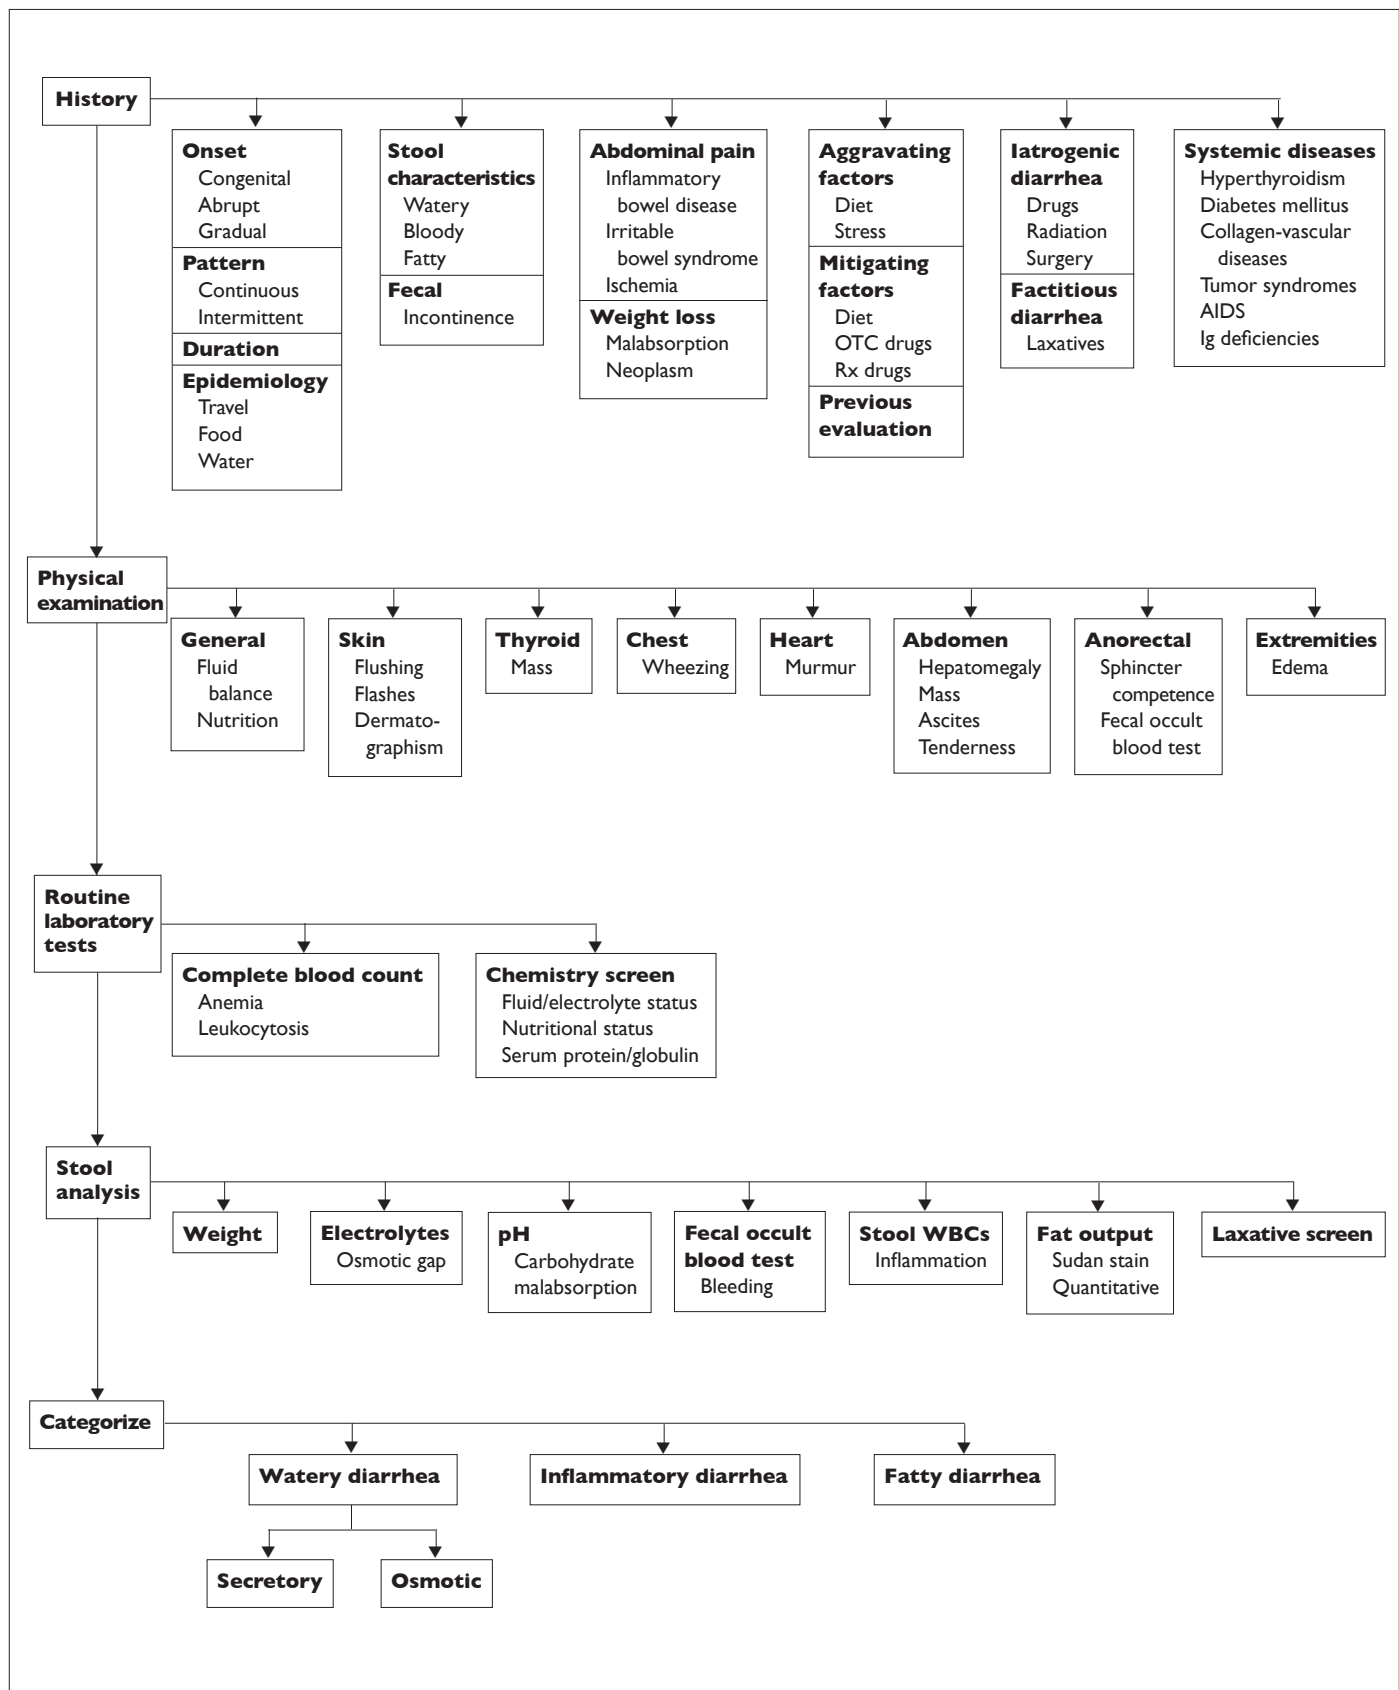 History
Onset
Congenital
Abrupt
Gradual
Pattern
Continuous
Intermittent
Duration
Epidemiology
Travel
Food
Water
Stool
characteristics
Watery
Bloody
Fatty
Fecal
Incontinence
Abdominal pain
Inflammatory
bowel disease
Irritable
bowel syndrome
Ischemia
Weight loss
Malabsorption
Neoplasm
Aggravating
factors
Diet
Stress
Mitigating
factors
Diet
OTC drugs
Rx drugs
Previous
evaluation
Iatrogenic
diarrhea
Drugs
Radiation
Surgery
Factitious
diarrhea
Laxatives
Systemic diseases
Hyperthyroidism
Diabetes mellitus
Collagen-vascular
diseases
Tumor syndromes
AIDS
Ig deficiencies
Physical
examination
General
Fluid
balance
Nutrition
Skin
Flushing
Flashes
Dermato-
graphism
Thyroid
Mass
Chest
Wheezing
Heart
Murmur
Abdomen
Hepatomegaly
Mass
Ascites
Tenderness
Anorectal
Sphincter
competence
Fecal occult
blood test
Extremities
Edema
Routine
laboratory
tests
Complete blood count
Anemia
Leukocytosis
Chemistry screen
Fluid/electrolyte status
Nutritional status
Serum protein/globulin
Stool
analysis
Weight
Electrolytes
Osmotic gap
pH
Carbohydrate
malabsorption
Fecal occult
blood test
Bleeding
Stool WBCs
Inflammation
Fat output
Sudan stain
Quantitative
Laxative screen
Categorize
Watery diarrhea
Inflammatory diarrhea
Fatty diarrhea
Secretory
Osmotic